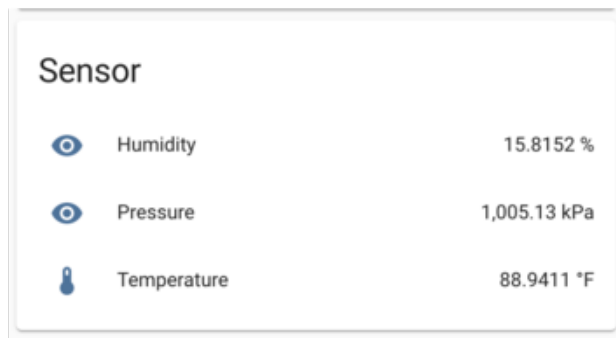 Sensor
Humidity 15.8152 %
Pressure 1,005.13 kPa
Temperature 88.9411 °F